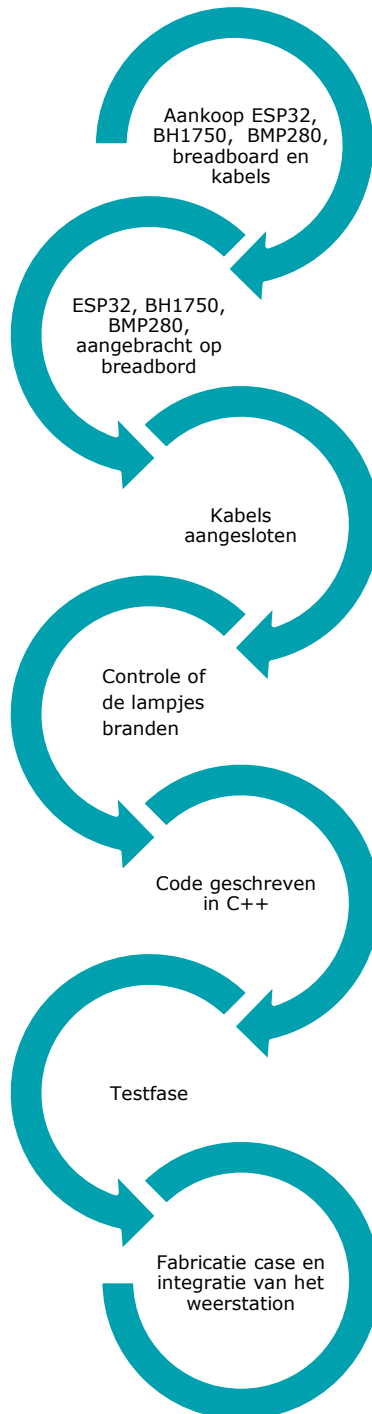 Aankoop ESP32,
BH1750, BMP280,
breadboard en
kabels
ESP32, BH1750,
BMP280,
aangebracht op
breadbord
Kabels
aangesloten
Controle of
de lampjes
branden
Code geschreven
in C++
Testfase
Fabricatie case en
integratie van het
weerstation